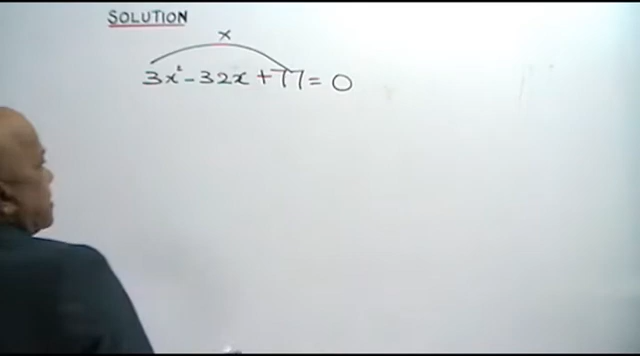 SOLUTION
×
3x² - 32x + 77 = 0